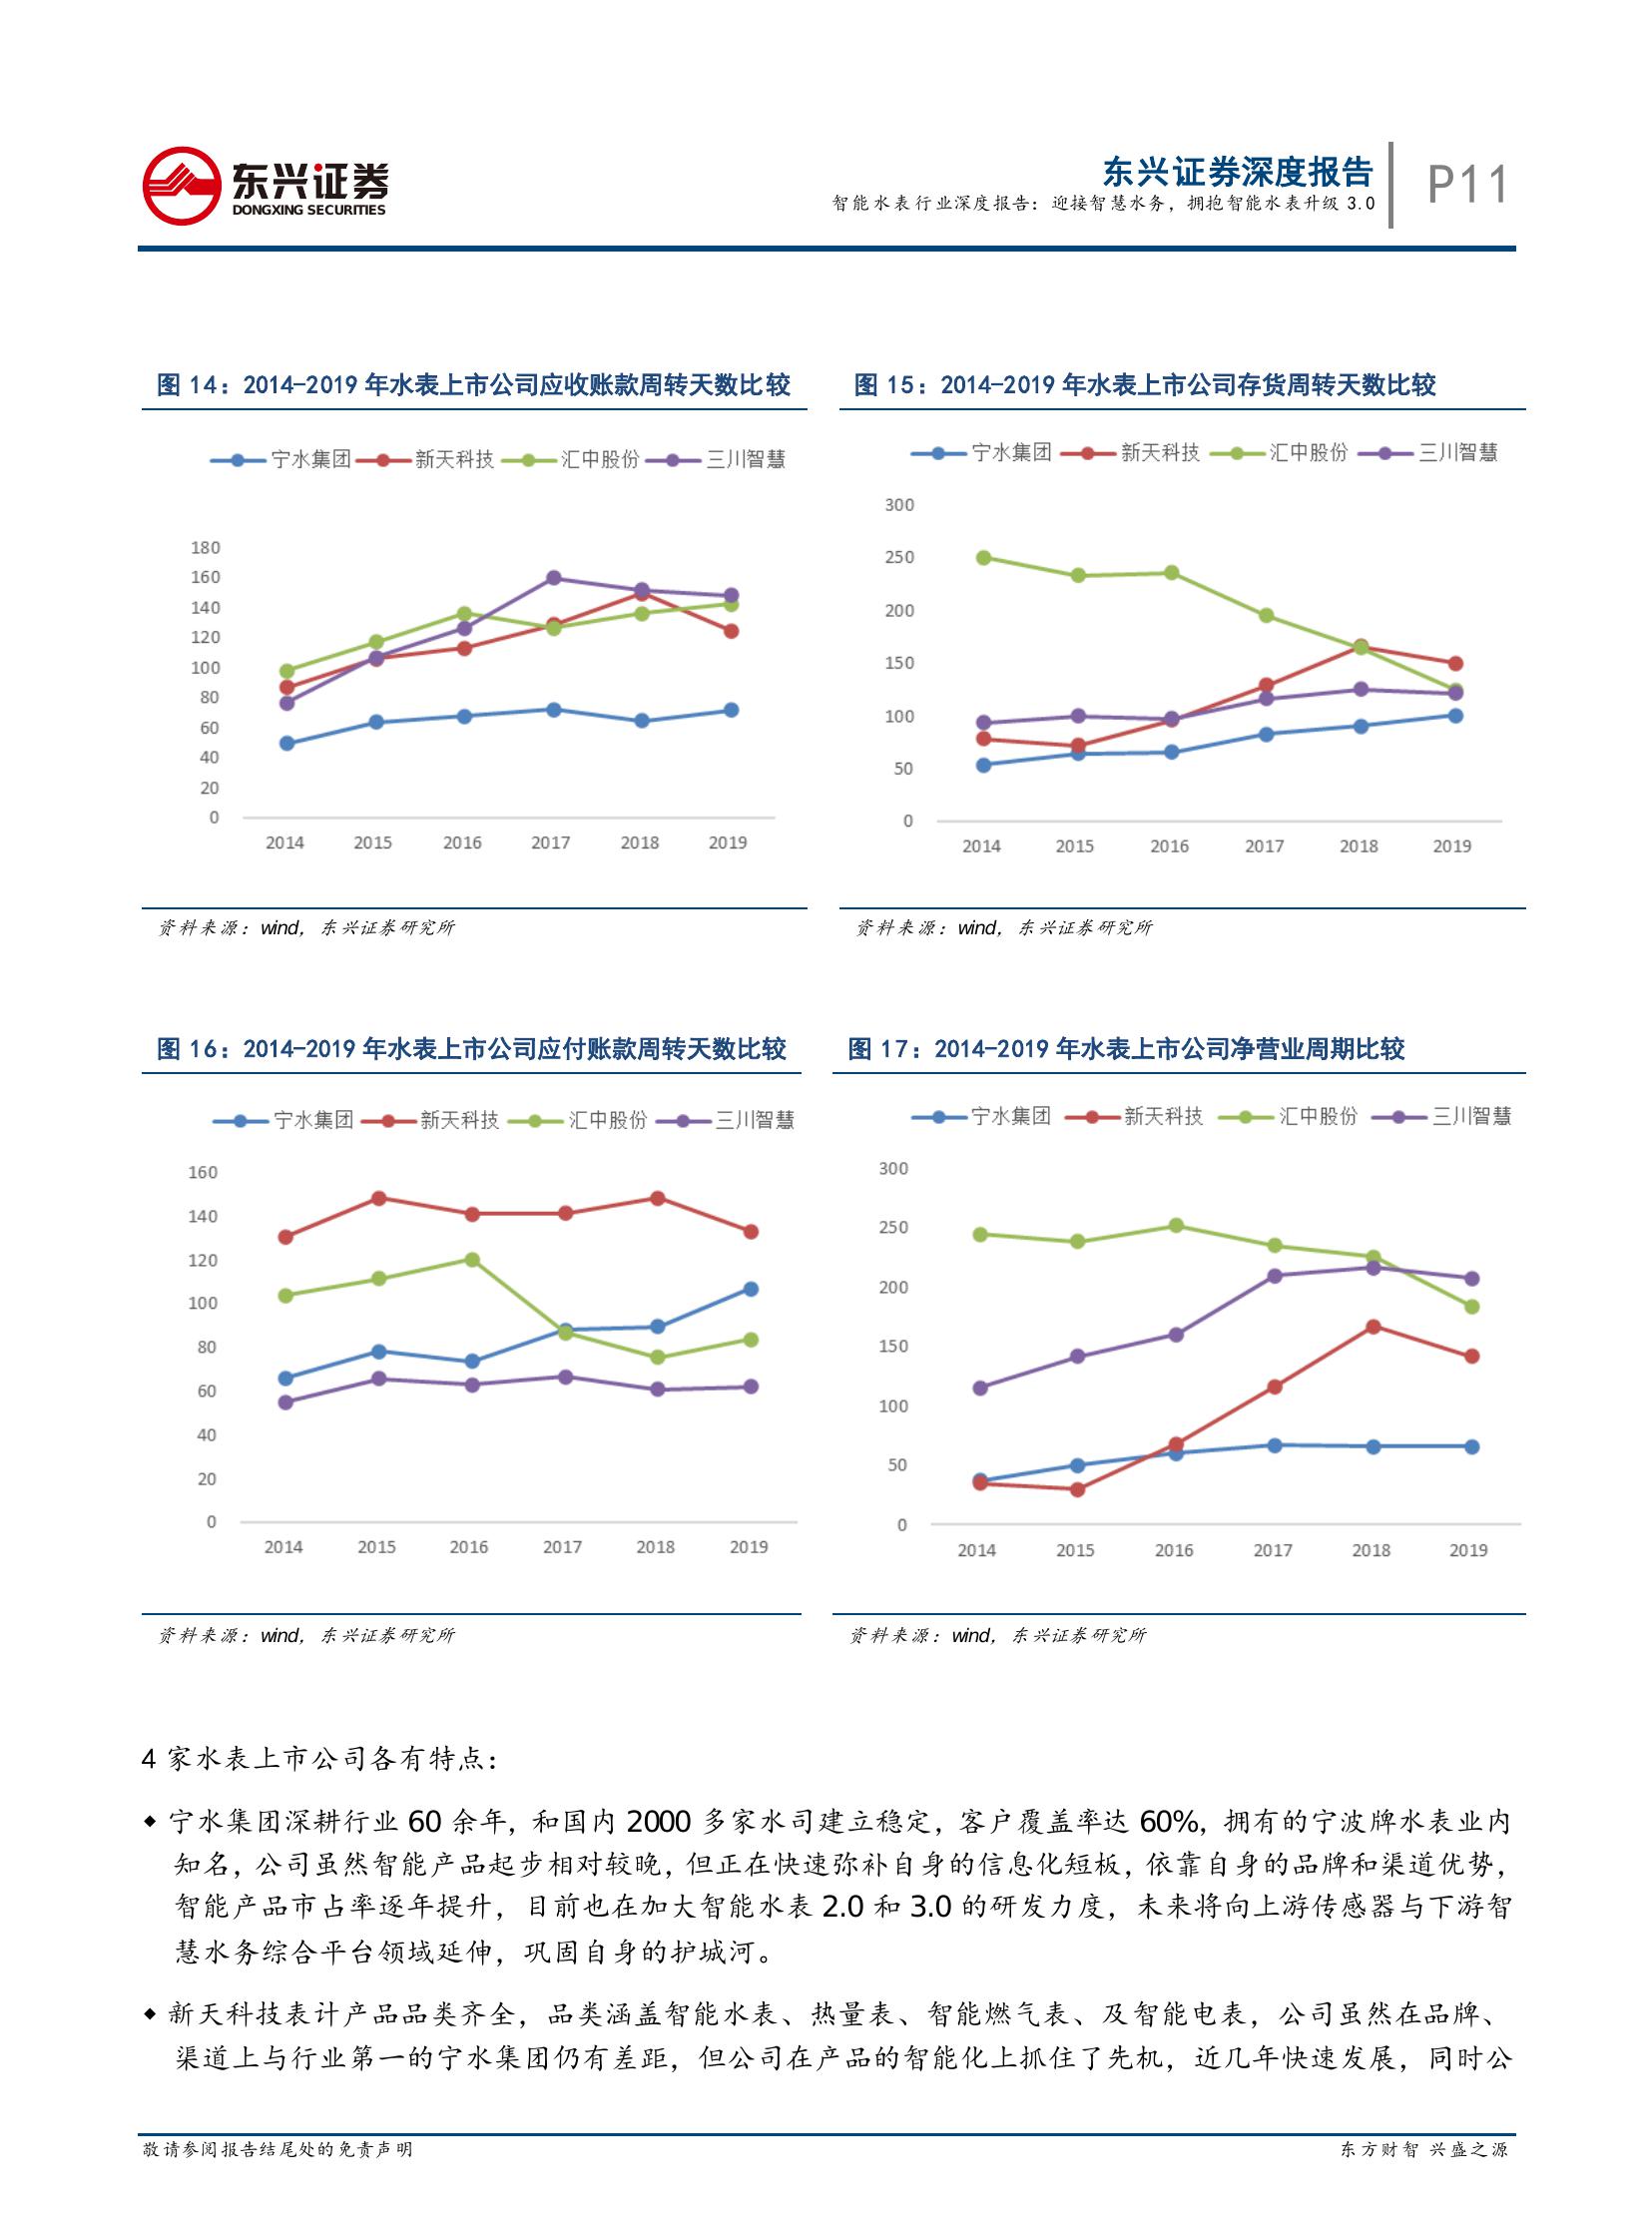 东兴证券
DONGXING SECURITIES
东兴证券深度报告
智能水表行业深度报告：迎接智慧水务，拥抱智能水表升级 3.0
P11
图 14：2014-2019 年水表上市公司应收账款周转天数比较
宁水集团 新天科技 汇中股份 三川智慧
180
160
140
120
100
80
60
40
20
0
2014 2015 2016 2017 2018 2019
资料来源：wind，东兴证券研究所
图 15：2014-2019 年水表上市公司存货周转天数比较
宁水集团 新天科技 汇中股份 三川智慧
300
250
200
150
100
50
0
2014 2015 2016 2017 2018 2019
资料来源：wind，东兴证券研究所
图 16：2014-2019 年水表上市公司应付账款周转天数比较
宁水集团 新天科技 汇中股份 三川智慧
160
140
120
100
80
60
40
20
0
2014 2015 2016 2017 2018 2019
资料来源：wind，东兴证券研究所
图 17：2014-2019 年水表上市公司净营业周期比较
宁水集团 新天科技 汇中股份 三川智慧
300
250
200
150
100
50
0
2014 2015 2016 2017 2018 2019
资料来源：wind，东兴证券研究所
4 家水表上市公司各有特点：
◆ 宁水集团深耕行业 60 余年，和国内 2000 多家水司建立稳定，客户覆盖率达 60%，拥有的宁波牌水表业内
知名，公司虽然智能产品起步相对较晚，但正在快速弥补自身的信息化短板，依靠自身的品牌和渠道优势，
智能产品市占率逐年提升，目前也在加大智能水表 2.0 和 3.0 的研发力度，未来将向上游传感器与下游智
慧水务综合平台领域延伸，巩固自身的护城河。
◆ 新天科技表计产品品类齐全，品类涵盖智能水表、热量表、智能燃气表、及智能电表，公司虽然在品牌、
渠道上与行业第一的宁水集团仍有差距，但公司在产品的智能化上抓住了先机，近几年快速发展，同时公
敬请参阅报告结尾处的免责声明
东方财智 兴盛之源